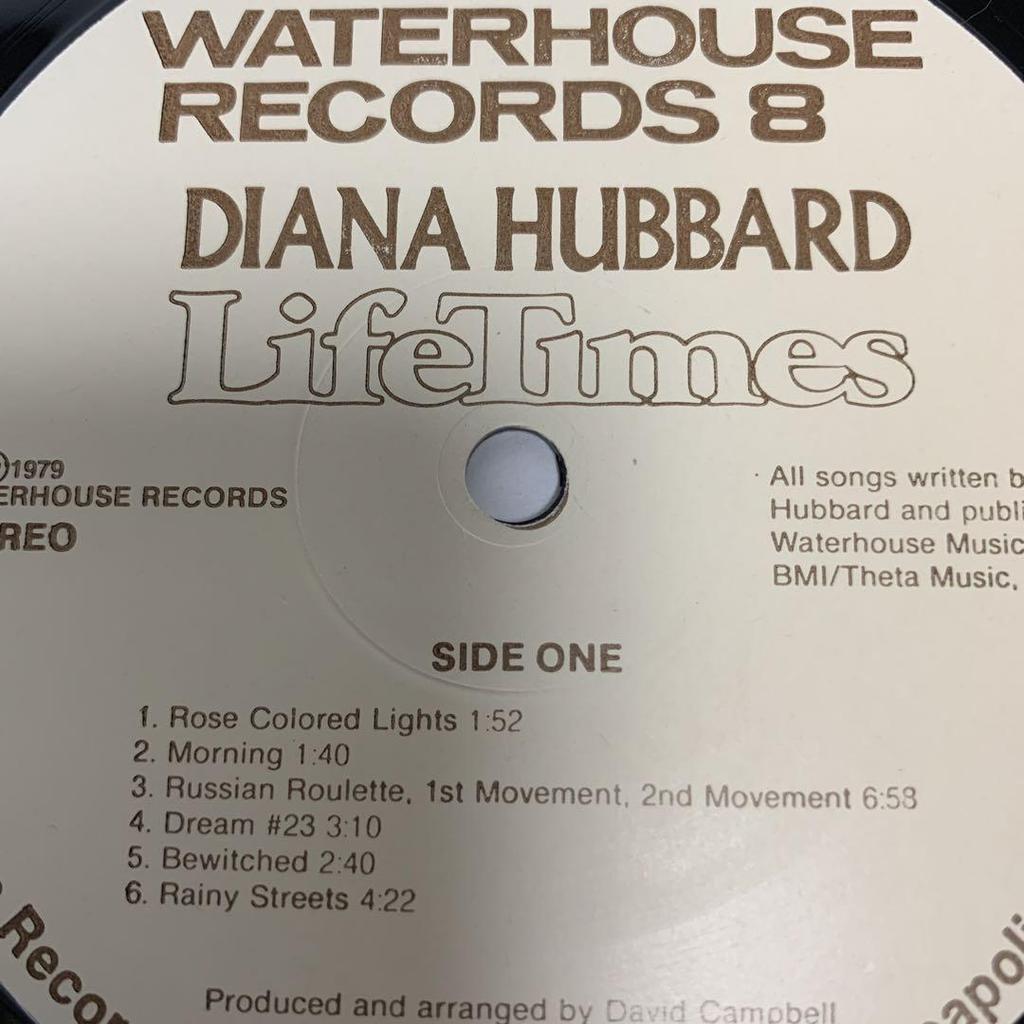 WATERHOUSE
RECORDS 8
DIANA HUBBARD
LifeTimes
℗1979
ERHOUSE RECORDS
REO
All songs written b
Hubbard and publi
Waterhouse Music
BMI/Theta Music,
SIDE ONE
1. Rose Colored Lights 1:52
2. Morning 1:40
3. Russian Roulette, 1st Movement, 2nd Movement 6:58
4. Dream #23 3:10
5. Bewitched 2:40
6. Rainy Streets 4:22
Produced and arranged by David Campbell
Recor
apoli